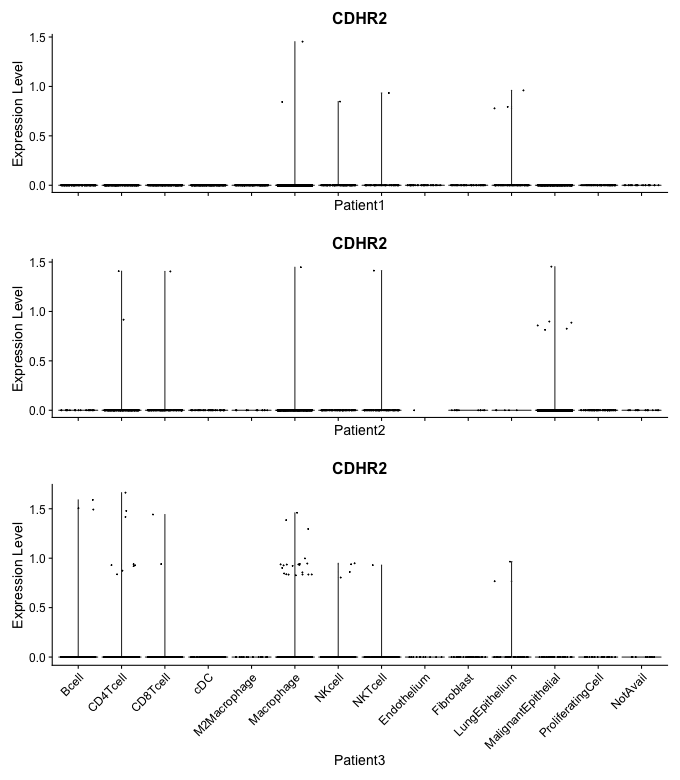 CDHR2
Expression Level
1.5
1.0
0.5
0.0
Patient1
CDHR2
Expression Level
1.5
1.0
0.5
0.0
Patient2
CDHR2
Expression Level
1.5
1.0
0.5
0.0
Bcell
CD4Tcell
CD8Tcell
cDC
M2Macrophage
Macrophage
NKcell
NKTcell
Endothelium
Fibroblast
LungEpithelium
MalignantEpithelial
ProliferatingCell
NotAvail
Patient3